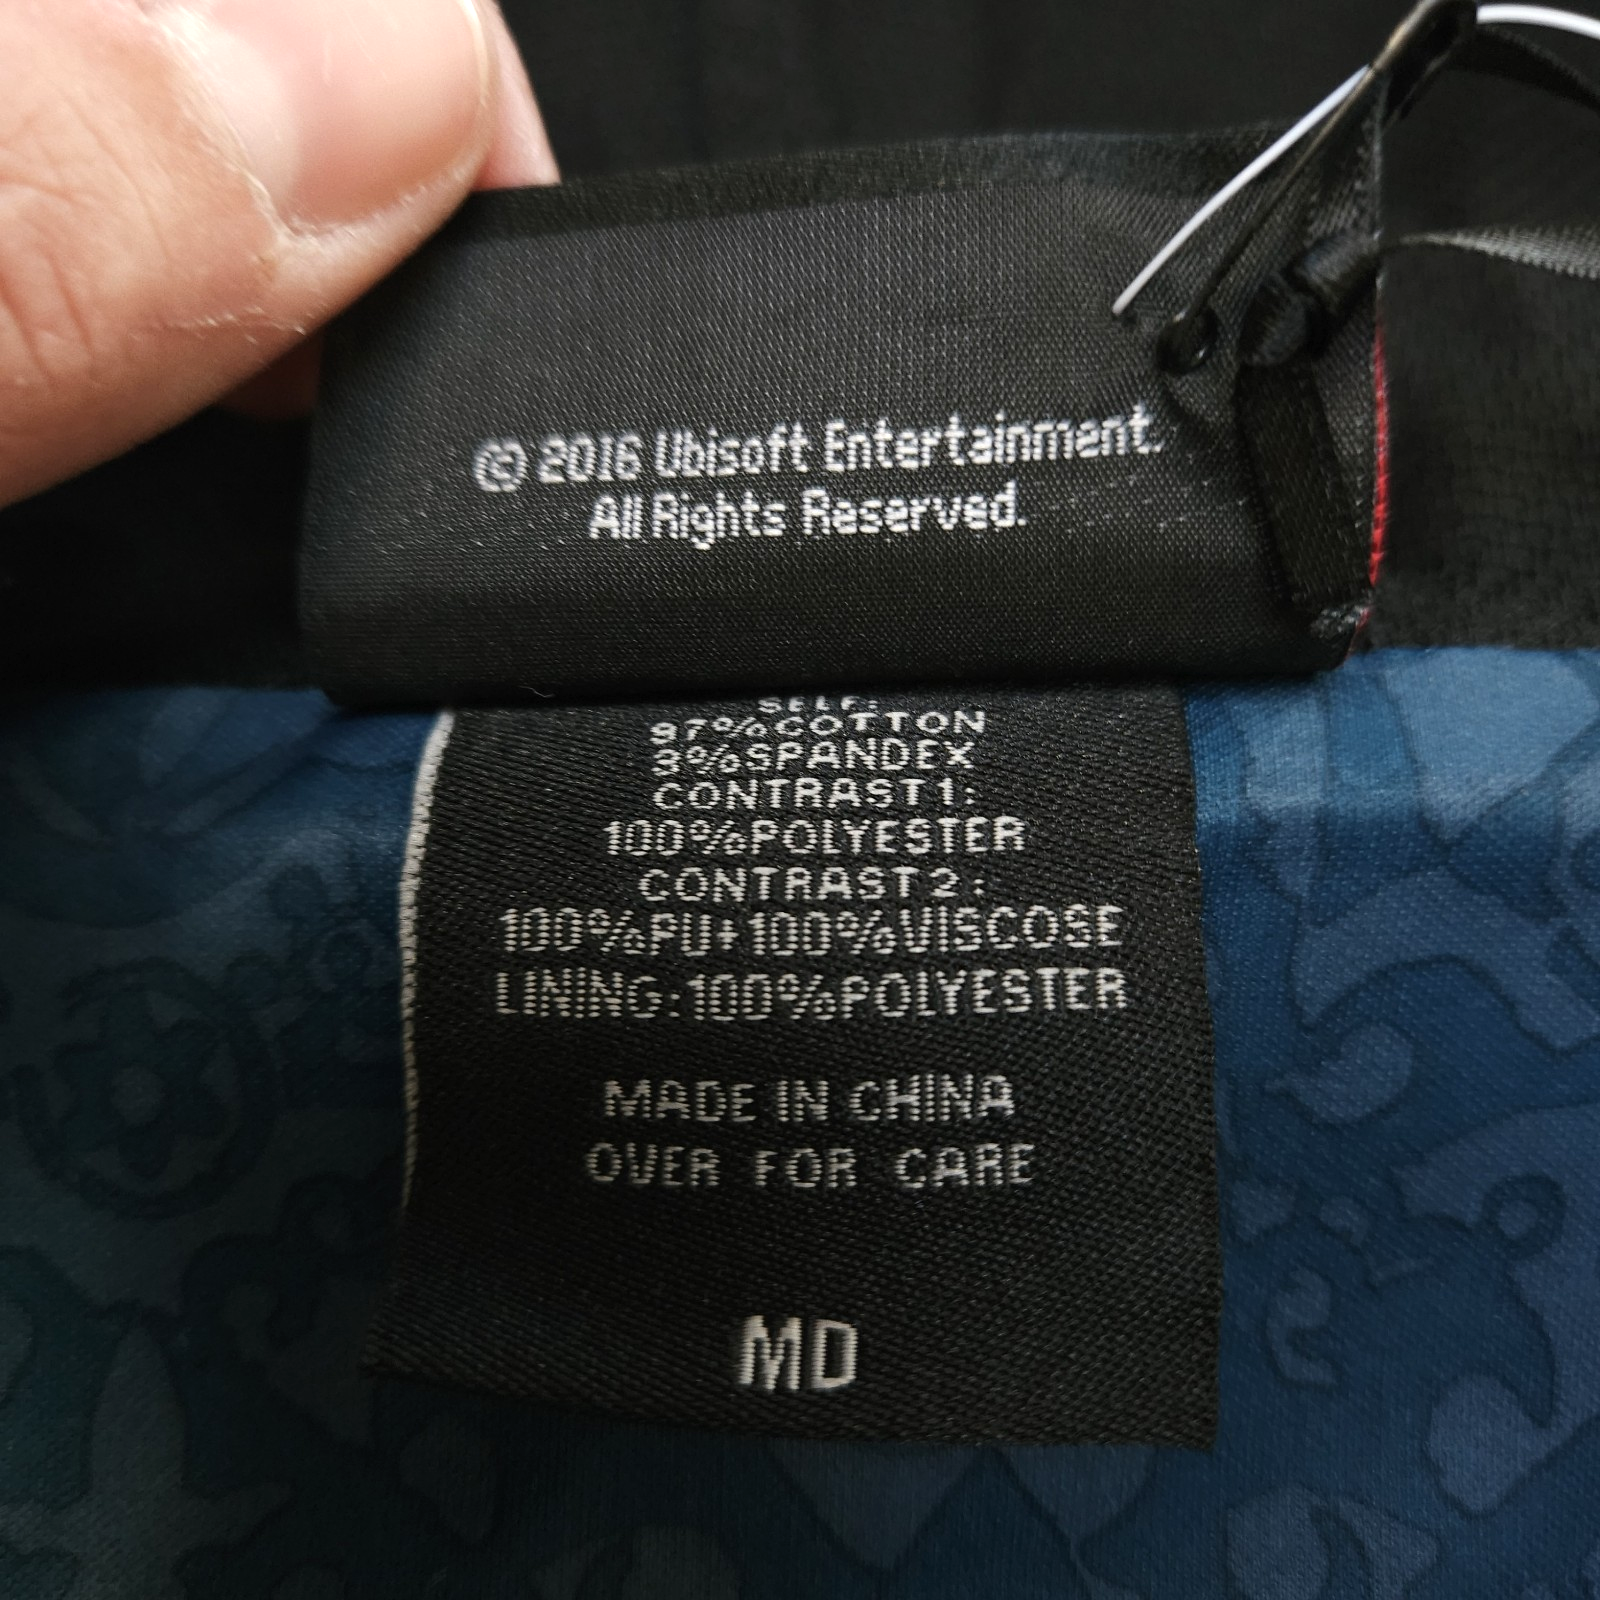 © 2016 Ubisoft Entertainment.
All Rights Reserved.
SELF:
97%COTTON
3%SPANDEX
CONTRAST1:
100%POLYESTER
CONTRAST2:
100%PU+100%VISCOSE
LINING:100%POLYESTER
MADE IN CHINA
OVER FOR CARE
MD